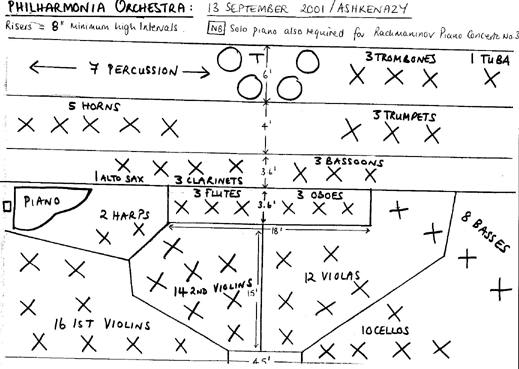 PHILHARMONIA ORCHESTRA: 13 SEPTEMBER 2001 / ASHKENAZY
Risers = 8" Minimum high Intervals. NB Solo piano also required for Rachmaninov Piano Concerto No 3
7 PERCUSSION T 3 TROMBONES 1 TUBA
6'
5 HORNS 3 TRUMPETS
4'
1 ALTO SAX 3 CLARINETS 3.6' 3 BASSOONS
PIANO 3 FLUTES 3.6' 3 OBOES
2 HARPS 18' 8 BASSES
14 2ND VIOLINS 15' 12 VIOLAS
16 1ST VIOLINS 10 CELLOS
4.5'